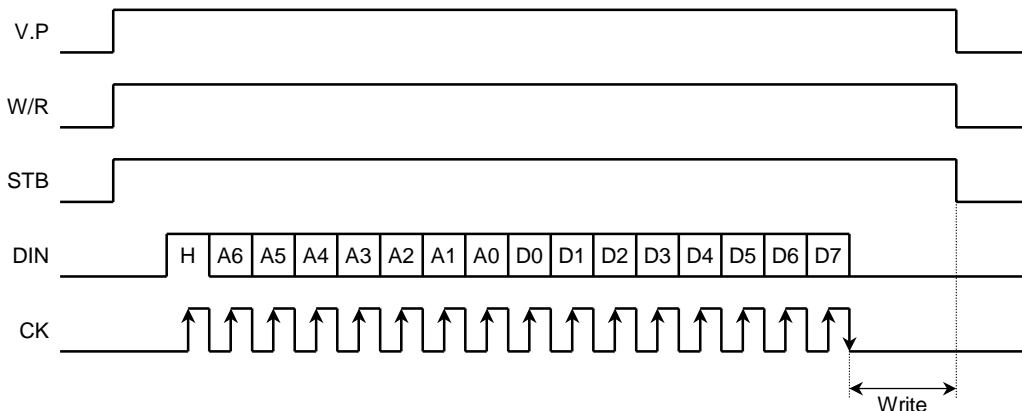 V.P
W/R
STB
DIN H A6 A5 A4 A3 A2 A1 A0 D0 D1 D2 D3 D4 D5 D6 D7
CK
Write